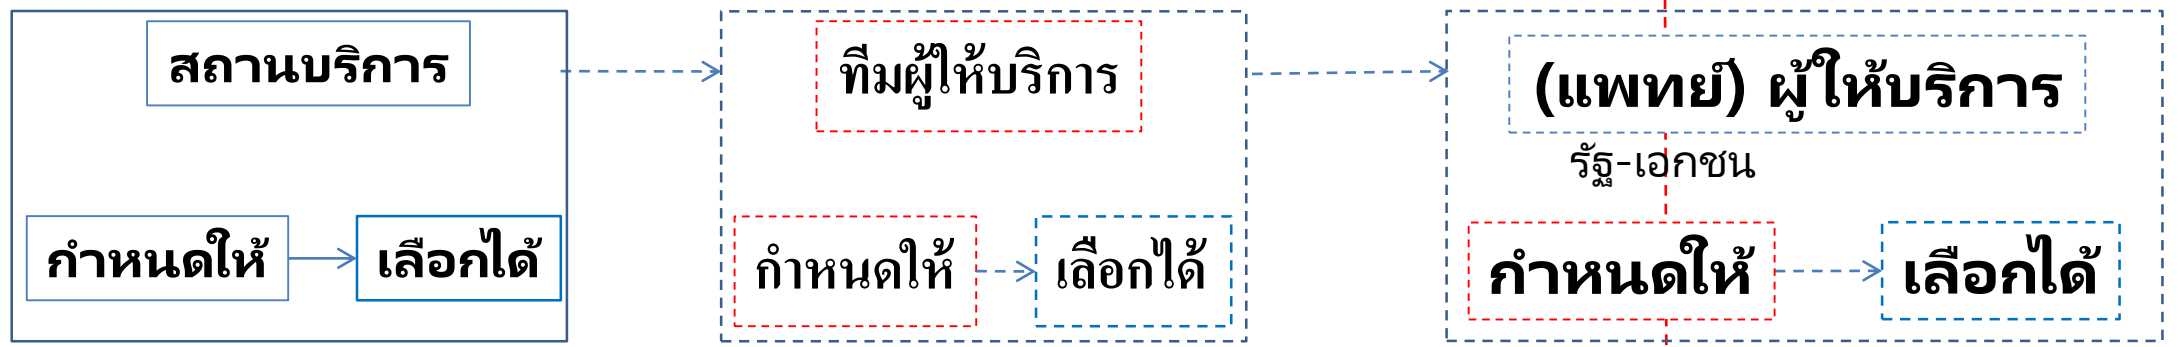 สถานบริการ
กำหนดให้
เลือกได้
ทีมผู้ให้บริการ
กำหนดให้
เลือกได้
(แพทย์) ผู้ให้บริการ
รัฐ-เอกชน
กำหนดให้
เลือกได้